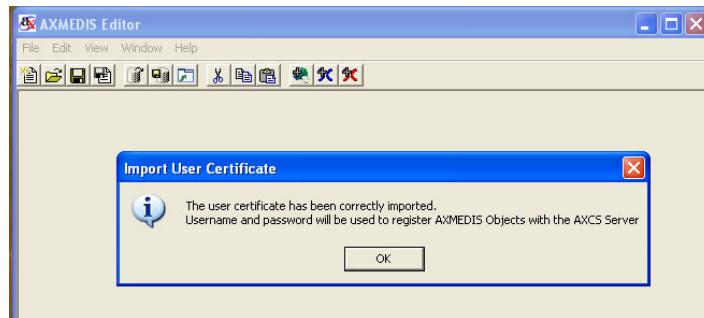 AXMEDIS Editor
File Edit View Window Help
Import User Certificate
The user certificate has been correctly imported.
Username and password will be used to register AXMEDIS Objects with the AXCS Server
OK